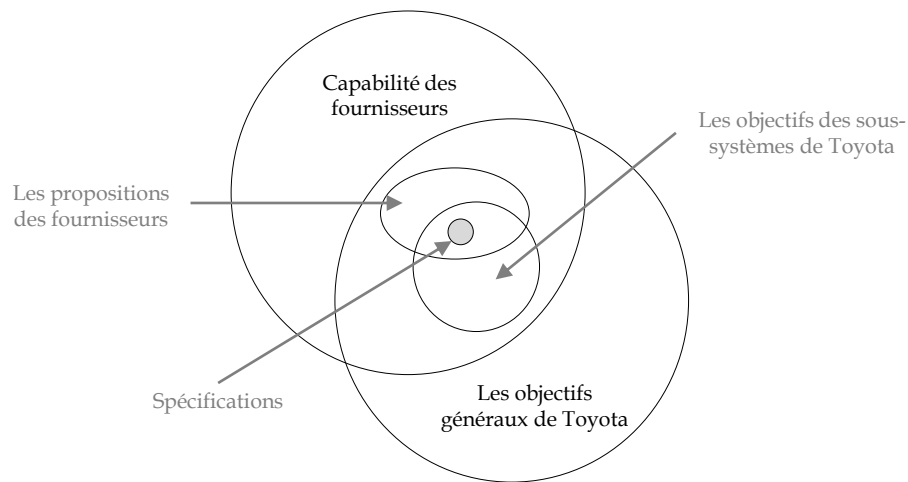 Capabilité des
fournisseurs
Les objectifs des sous-
systèmes de Toyota
Les propositions
des fournisseurs
Spécifications
Les objectifs
généraux de Toyota